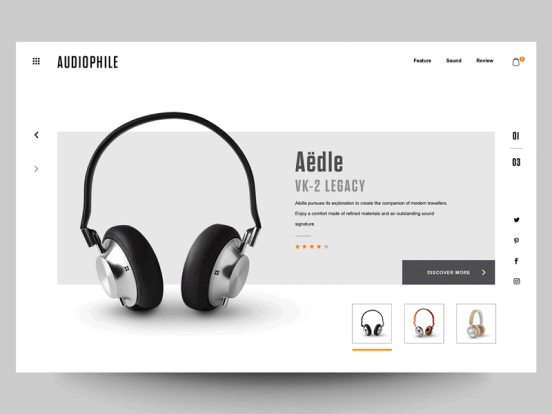 AUDIOPHILE
Feature Sound Review
01
03
Aëdle
VK-2 LEGACY
Aëdle pursues its exploration to create the companion of modern travellers.
Enjoy a comfort made of refined materials and an outstanding sound
signature.
DISCOVER MORE